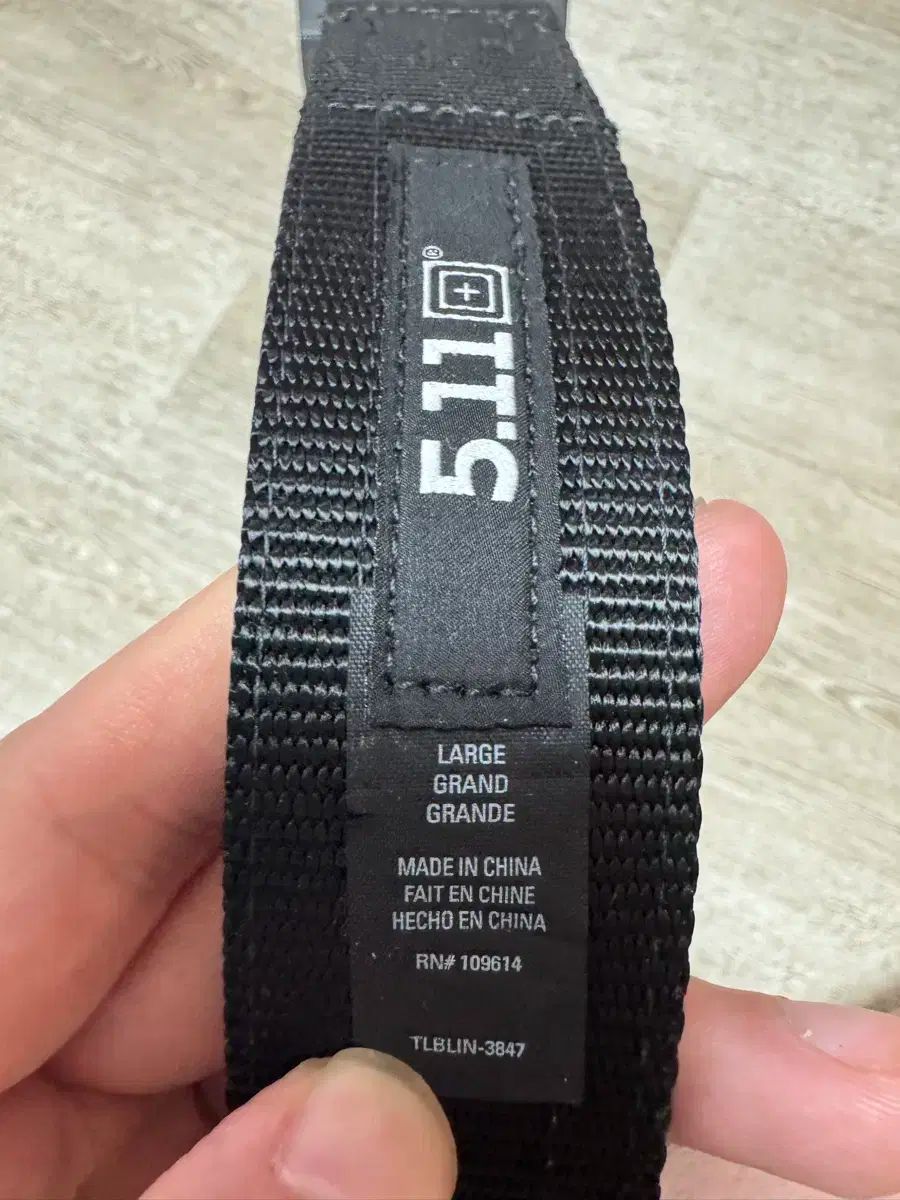 5.11®
LARGE
GRAND
GRANDE
MADE IN CHINA
FAIT EN CHINE
HECHO EN CHINA
RN# 109614
TLBLIN-3847